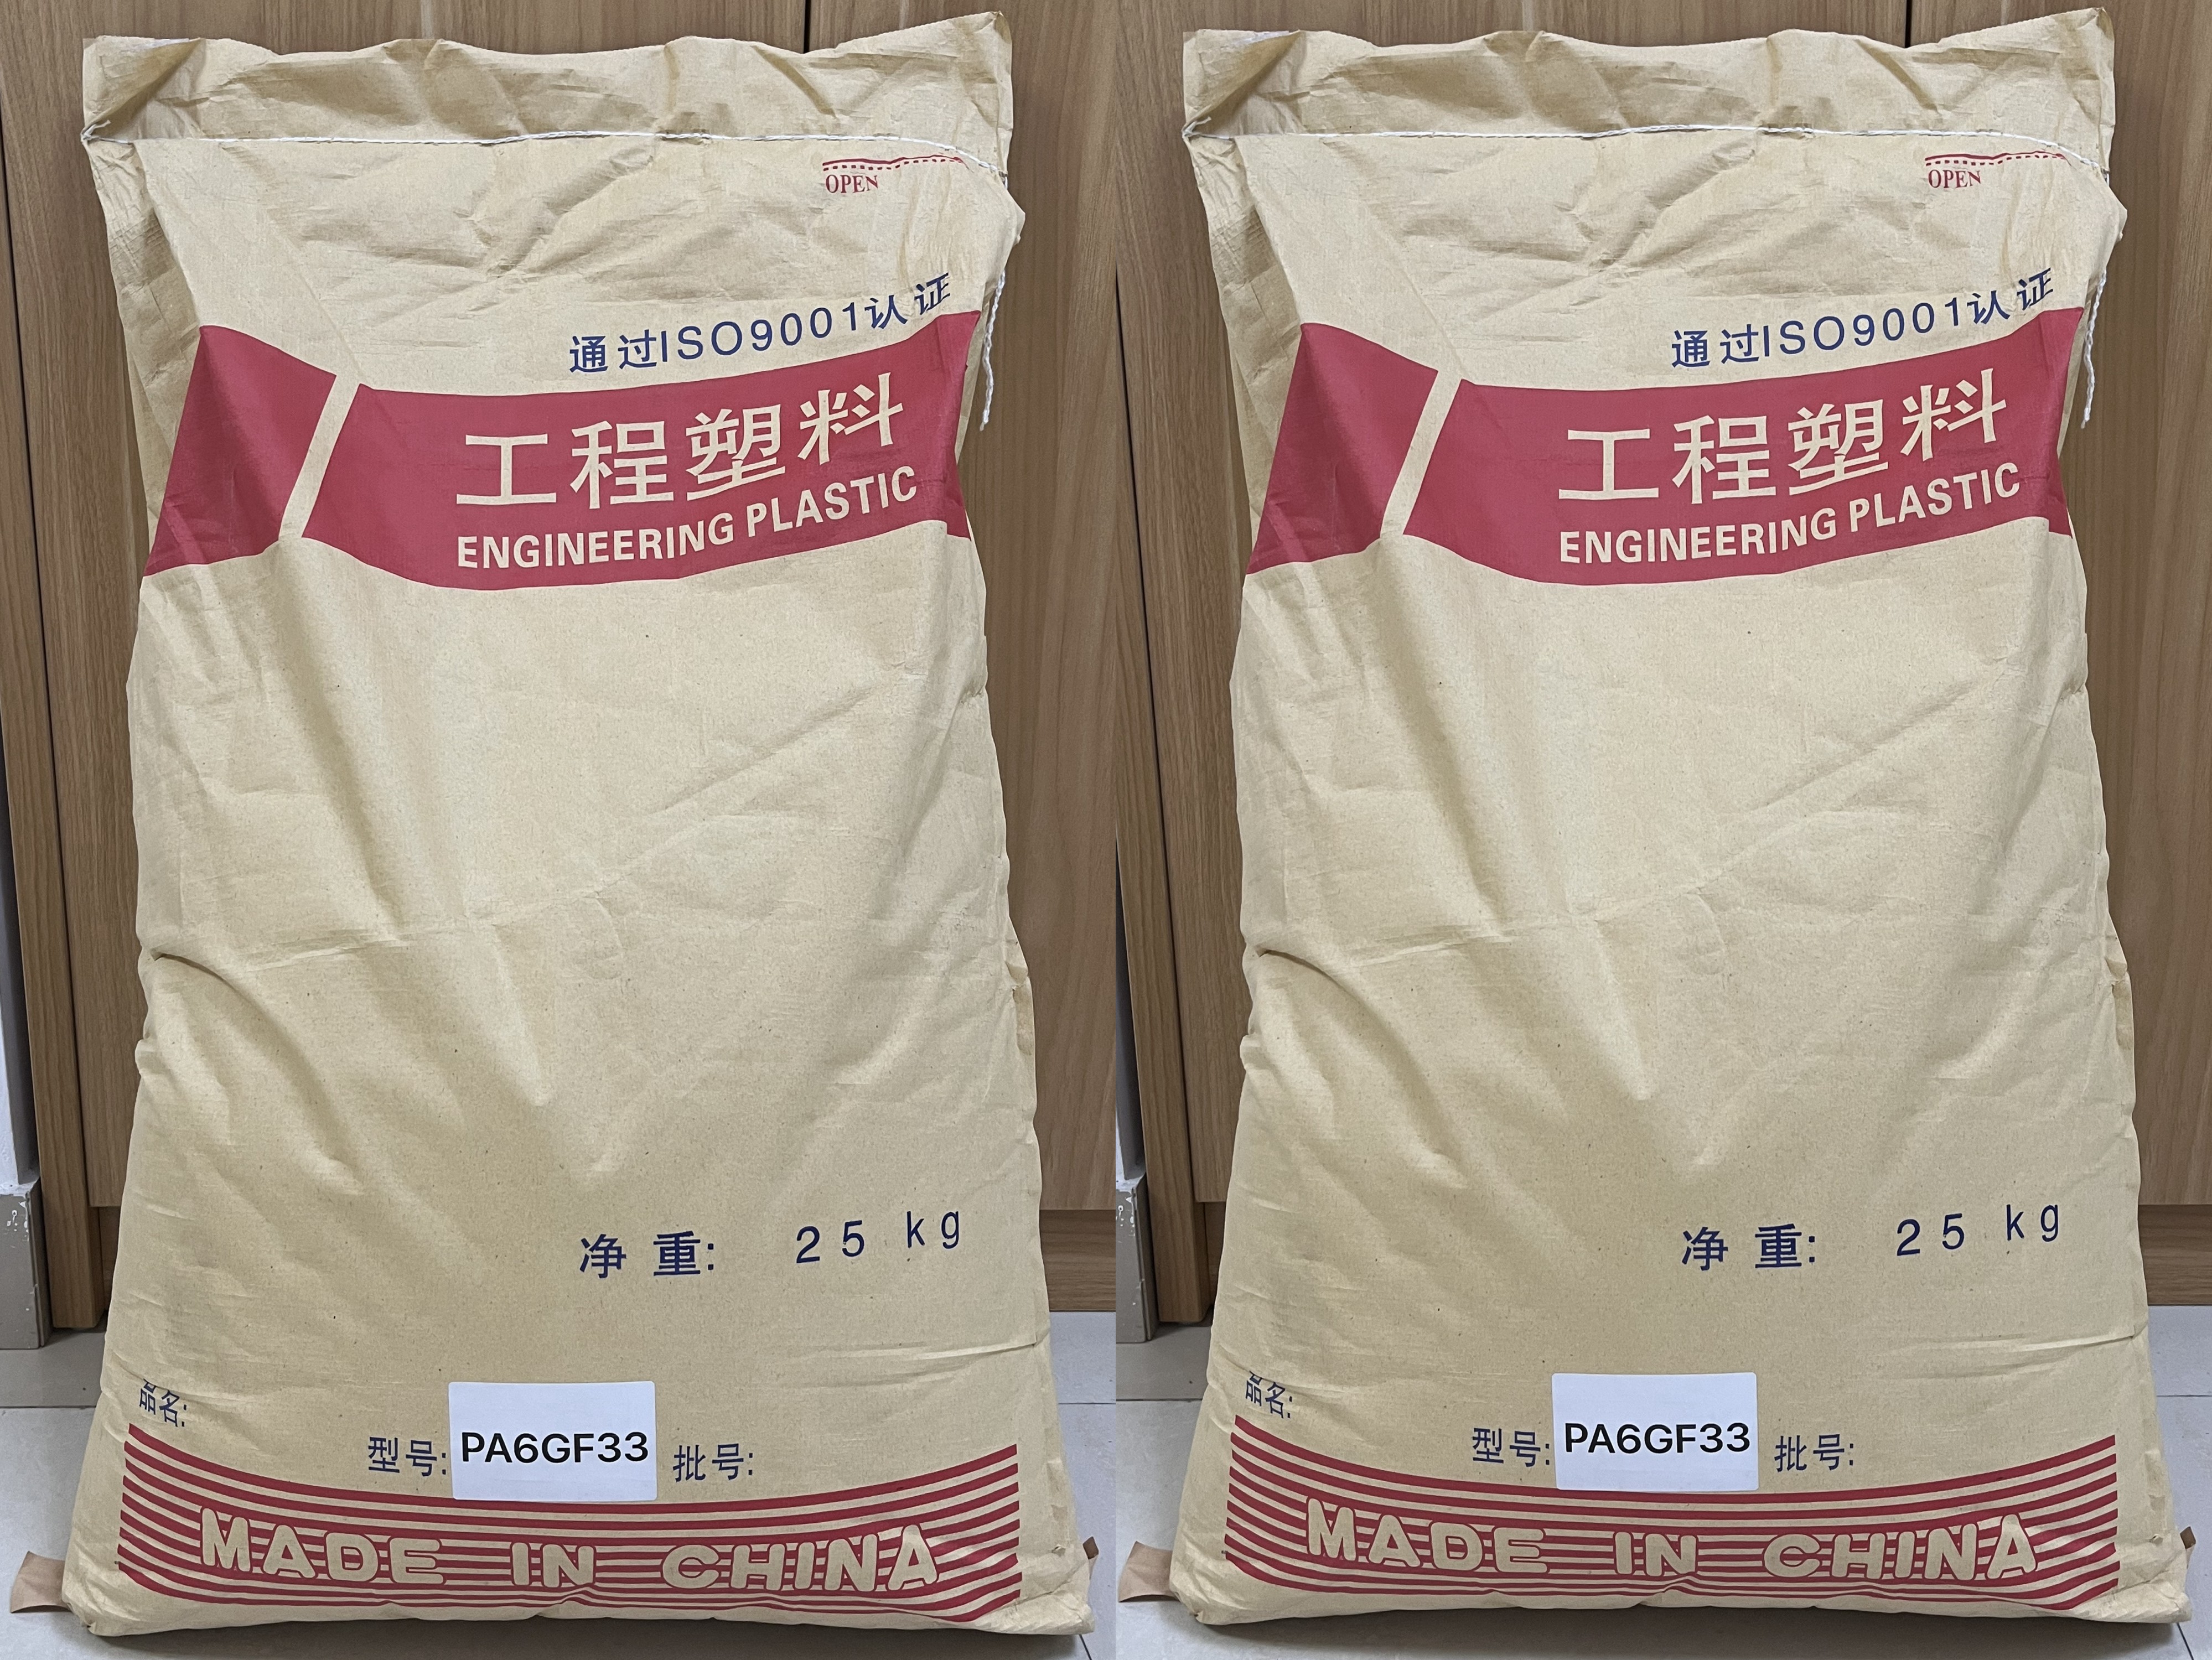 OPEN
通过ISO9001认证
工程塑料
ENGINEERING PLASTIC
净重: 25 kg
品名:
型号: PA6GF33 批号:
MADE IN CHINA
OPEN
通过ISO9001认证
工程塑料
ENGINEERING PLASTIC
净重: 25 kg
品名:
型号: PA6GF33 批号:
MADE IN CHINA